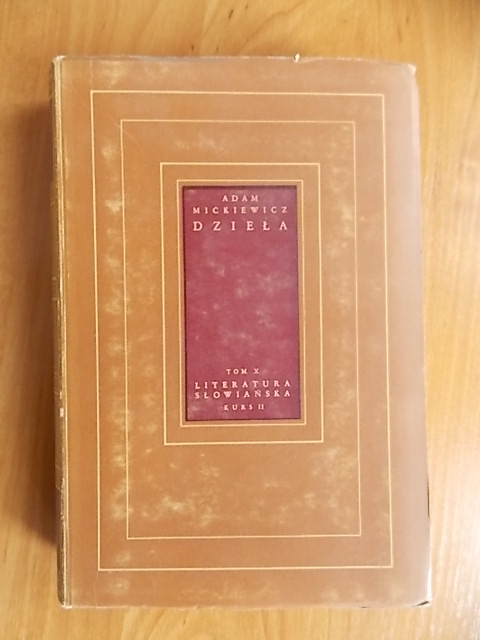 ADAM
MICKIEWICZ
DZIEŁA
TOM X
LITERATURA
SŁOWIAŃSKA
KURS II